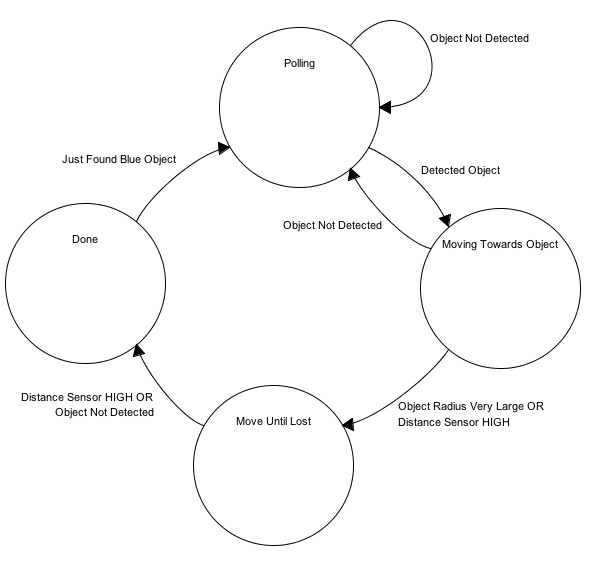 Object Not Detected
Polling
Just Found Blue Object
Detected Object
Object Not Detected
Done
Moving Towards Object
Distance Sensor HIGH OR
Object Not Detected
Object Radius Very Large OR
Distance Sensor HIGH
Move Until Lost